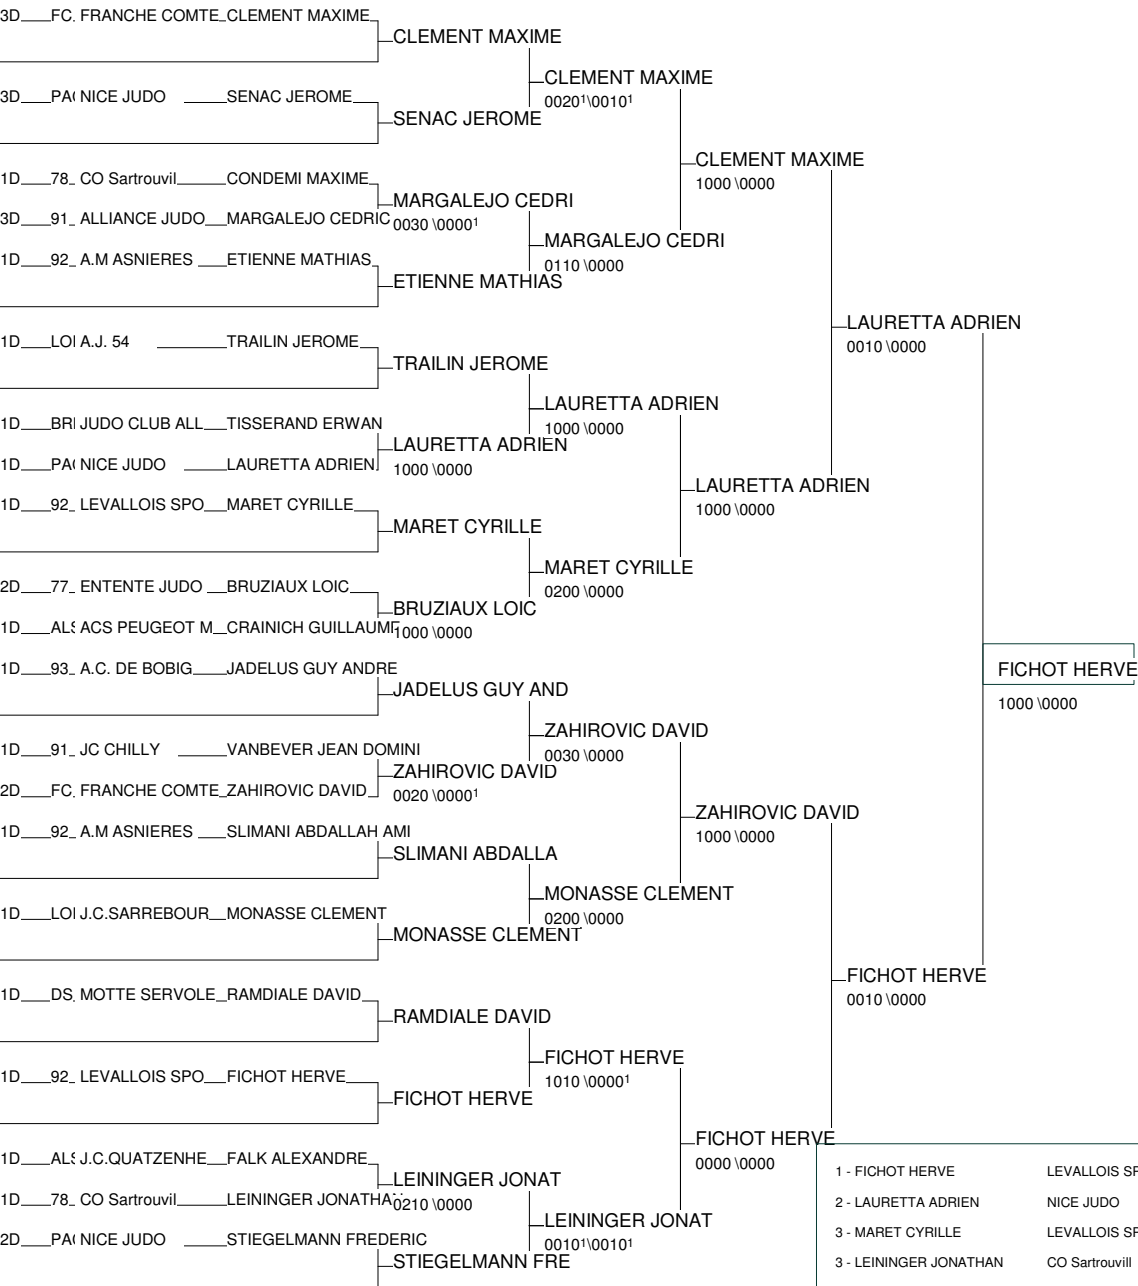 3D FC FRANCHE COMTE CLEMENT MAXIME
CLEMENT MAXIME
CLEMENT MAXIME
0020¹\0010¹
3D PA NICE JUDO SENAC JEROME
SENAC JEROME
CLEMENT MAXIME
1000 \0000
1D 78 CO Sartrouvil CONDEMI MAXIME
MARGALEJO CEDRI
0030 \0000¹
3D 91 ALLIANCE JUDO MARGALEJO CEDRIC
MARGALEJO CEDRI
0110 \0000
1D 92 A.M ASNIERES ETIENNE MATHIAS
ETIENNE MATHIAS
LAURETTA ADRIEN
0010 \0000
1D LO A.J. 54 TRAILIN JEROME
TRAILIN JEROME
LAURETTA ADRIEN
1000 \0000
1D BR JUDO CLUB ALL TISSERAND ERWAN
LAURETTA ADRIEN
1000 \0000
1D PA NICE JUDO LAURETTA ADRIEN
LAURETTA ADRIEN
1000 \0000
1D 92 LEVALLOIS SPO MARET CYRILLE
MARET CYRILLE
MARET CYRILLE
0200 \0000
2D 77 ENTENTE JUDO BRUZIAUX LOIC
BRUZIAUX LOIC
1000 \0000
1D ALS ACS PEUGEOT M CRAINICH GUILLAUME
FICHOT HERVE
1000 \0000
1D 93 A.C. DE BOBIG JADELUS GUY ANDRE
JADELUS GUY AND
ZAHIROVIC DAVID
0030 \0000
1D 91 JC CHILLY VANBEVER JEAN DOMINI
ZAHIROVIC DAVID
0020 \0000¹
2D FC FRANCHE COMTE ZAHIROVIC DAVID
ZAHIROVIC DAVID
1000 \0000
1D 92 A.M ASNIERES SLIMANI ABDALLAH AMI
SLIMANI ABDALLA
MONASSE CLEMENT
0200 \0000
1D LO J.C.SARREBOUR MONASSE CLEMENT
MONASSE CLEMENT
FICHOT HERVE
0010 \0000
1D DS MOTTE SERVOLE RAMDIALE DAVID
RAMDIALE DAVID
FICHOT HERVE
1010 \0000¹
1D 92 LEVALLOIS SPO FICHOT HERVE
FICHOT HERVE
FICHOT HERVE
0000 \0000
1D ALS J.C.QUATZENHE FALK ALEXANDRE
LEININGER JONAT
0210 \0000
1D 78 CO Sartrouvil LEININGER JONATHA
LEININGER JONAT
0010¹\0010¹
2D PA NICE JUDO STIEGELMANN FREDERIC
STIEGELMANN FRE
1 - FICHOT HERVE LEVALLOIS SP
2 - LAURETTA ADRIEN NICE JUDO
3 - MARET CYRILLE LEVALLOIS SP
3 - LEININGER JONATHAN CO Sartrouvill